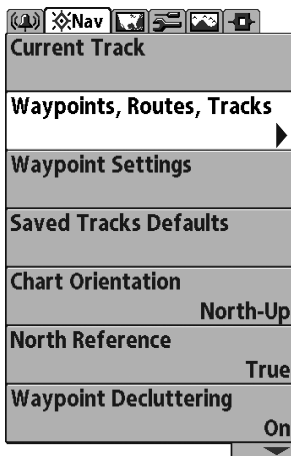 Nav
Current Track
Waypoints, Routes, Tracks
Waypoint Settings
Saved Tracks Defaults
Chart Orientation
North-Up
North Reference
True
Waypoint Decluttering
On